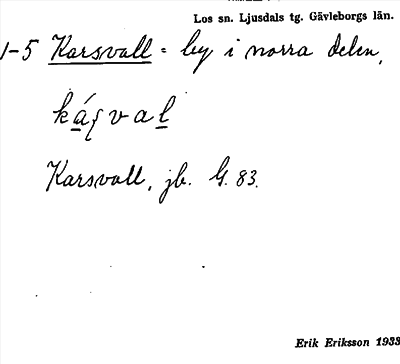 Los sn. Ljusdals tg. Gävleborgs län.
1-5 Karsvall = by i norra delen,
káʃval
Karsvall, jb. G. 83.
Erik Eriksson 1933